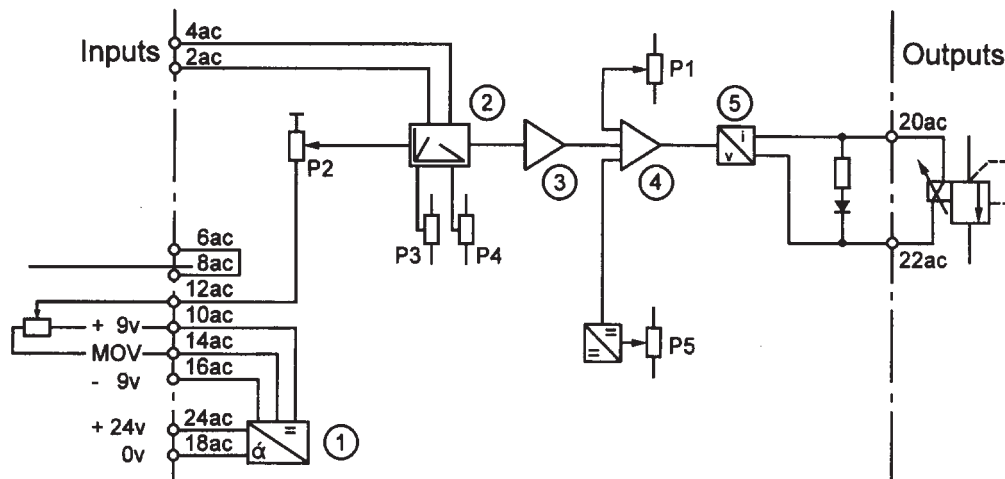 Inputs
4ac
2ac
P2
2
P3
P4
3
P1
4
5
P5
Outputs
20ac
22ac
6ac
8ac
12ac
+ 9v
10ac
MOV
14ac
- 9v
16ac
+ 24v
24ac
0v
18ac
=
ά
1
=
=
i
v